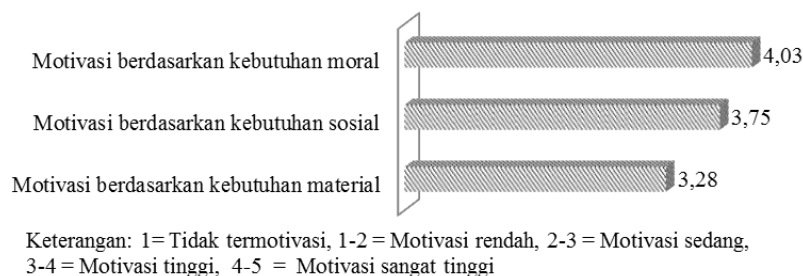 Motivasi berdasarkan kebutuhan moral 4,03
Motivasi berdasarkan kebutuhan sosial 3,75
Motivasi berdasarkan kebutuhan material 3,28
Keterangan: 1= Tidak termotivasi, 1-2 = Motivasi rendah, 2-3 = Motivasi sedang,
3-4 = Motivasi tinggi, 4-5 = Motivasi sangat tinggi